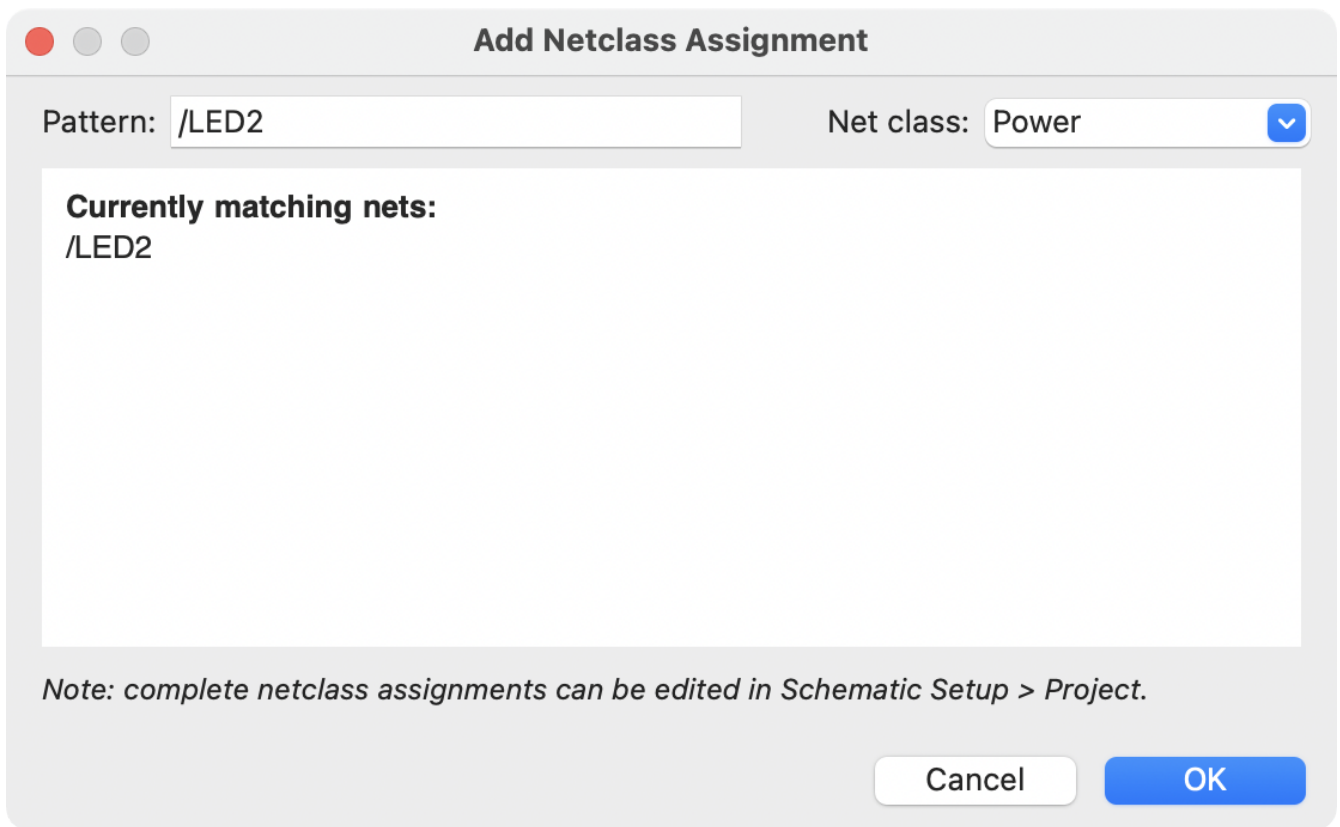 Add Netclass Assignment
Pattern: /LED2 Net class: Power
Currently matching nets:
/LED2
Note: complete netclass assignments can be edited in Schematic Setup > Project.
Cancel OK